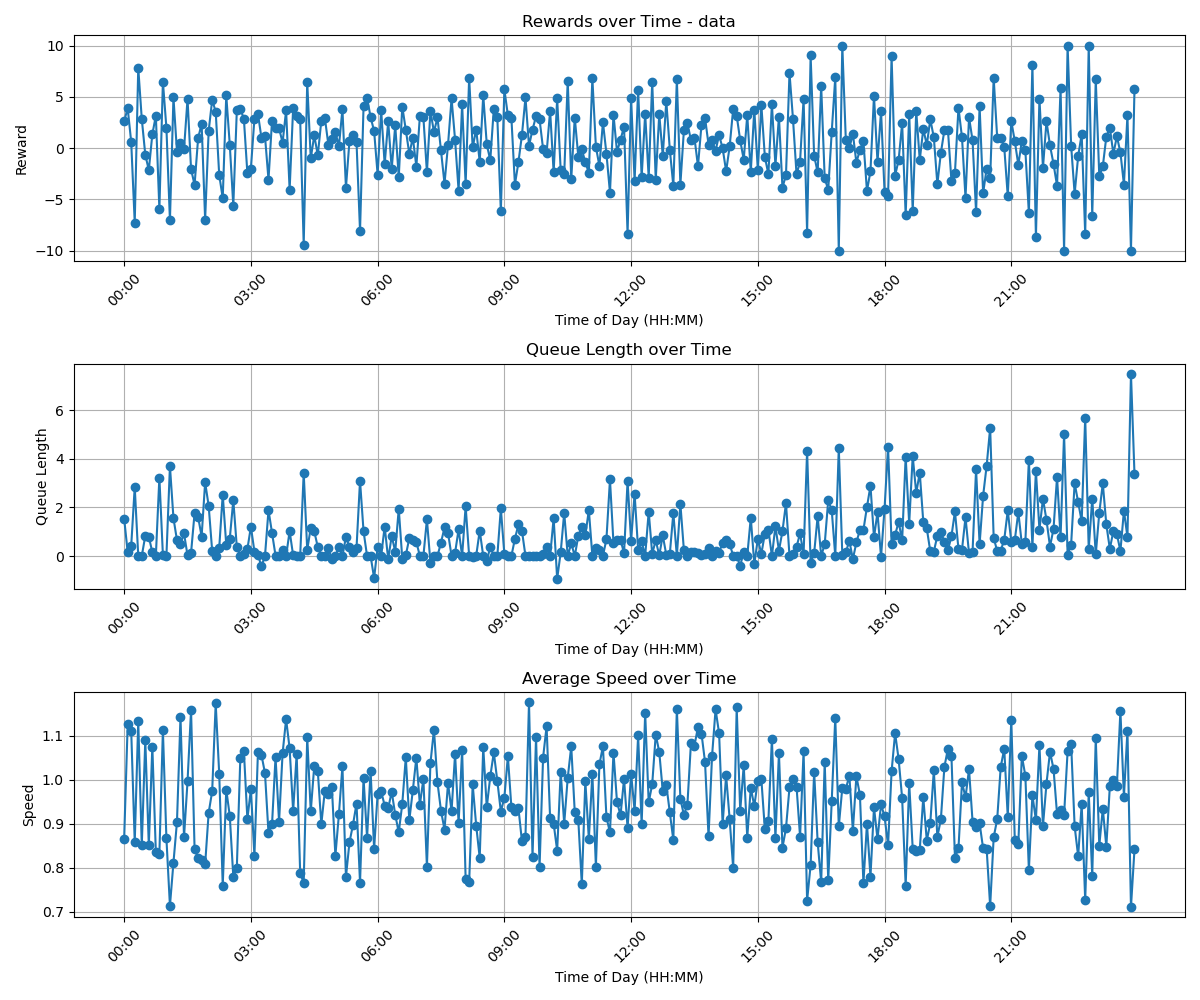 Rewards over Time - data
10
5
0
−5
−10
Reward
00:00 03:00 06:00 09:00 12:00 15:00 18:00 21:00
Time of Day (HH:MM)
Queue Length over Time
6
4
2
0
Queue Length
00:00 03:00 06:00 09:00 12:00 15:00 18:00 21:00
Time of Day (HH:MM)
Average Speed over Time
1.1
1.0
0.9
0.8
0.7
Speed
00:00 03:00 06:00 09:00 12:00 15:00 18:00 21:00
Time of Day (HH:MM)